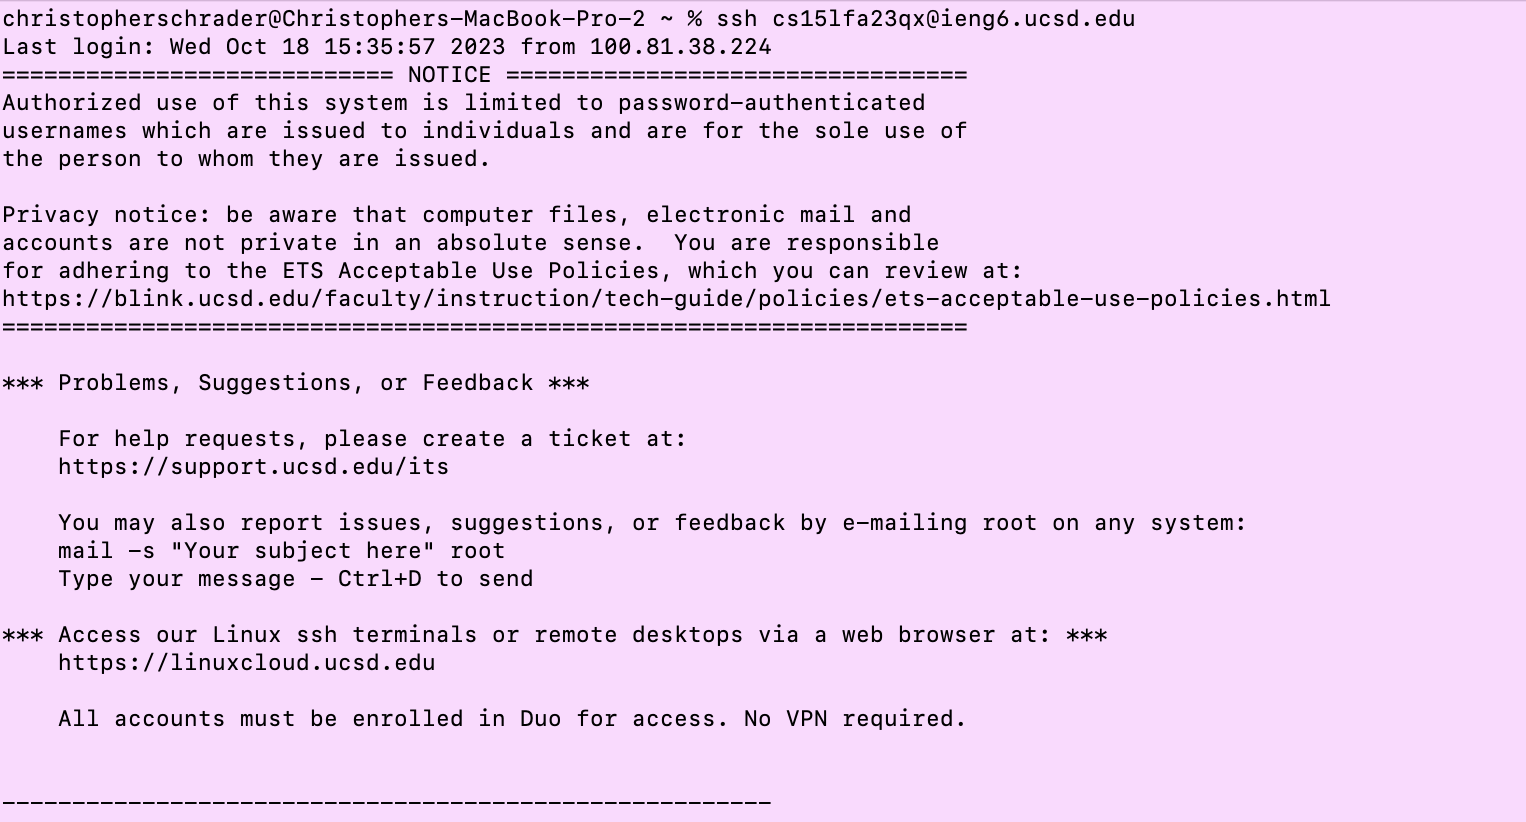 christopherschrader@Christophers-MacBook-Pro-2 ~ % ssh cs15lfa23qx@ieng6.ucsd.edu
Last login: Wed Oct 18 15:35:57 2023 from 100.81.38.224
============================ NOTICE =================================
Authorized use of this system is limited to password-authenticated
usernames which are issued to individuals and are for the sole use of
the person to whom they are issued.

Privacy notice: be aware that computer files, electronic mail and
accounts are not private in an absolute sense.  You are responsible
for adhering to the ETS Acceptable Use Policies, which you can review at:
https://blink.ucsd.edu/faculty/instruction/tech-guide/policies/ets-acceptable-use-policies.html
=====================================================================

*** Problems, Suggestions, or Feedback ***

    For help requests, please create a ticket at:
    https://support.ucsd.edu/its

    You may also report issues, suggestions, or feedback by e-mailing root on any system:
    mail -s "Your subject here" root
    Type your message - Ctrl+D to send

*** Access our Linux ssh terminals or remote desktops via a web browser at: ***
    https://linuxcloud.ucsd.edu

    All accounts must be enrolled in Duo for access. No VPN required.


-------------------------------------------------------